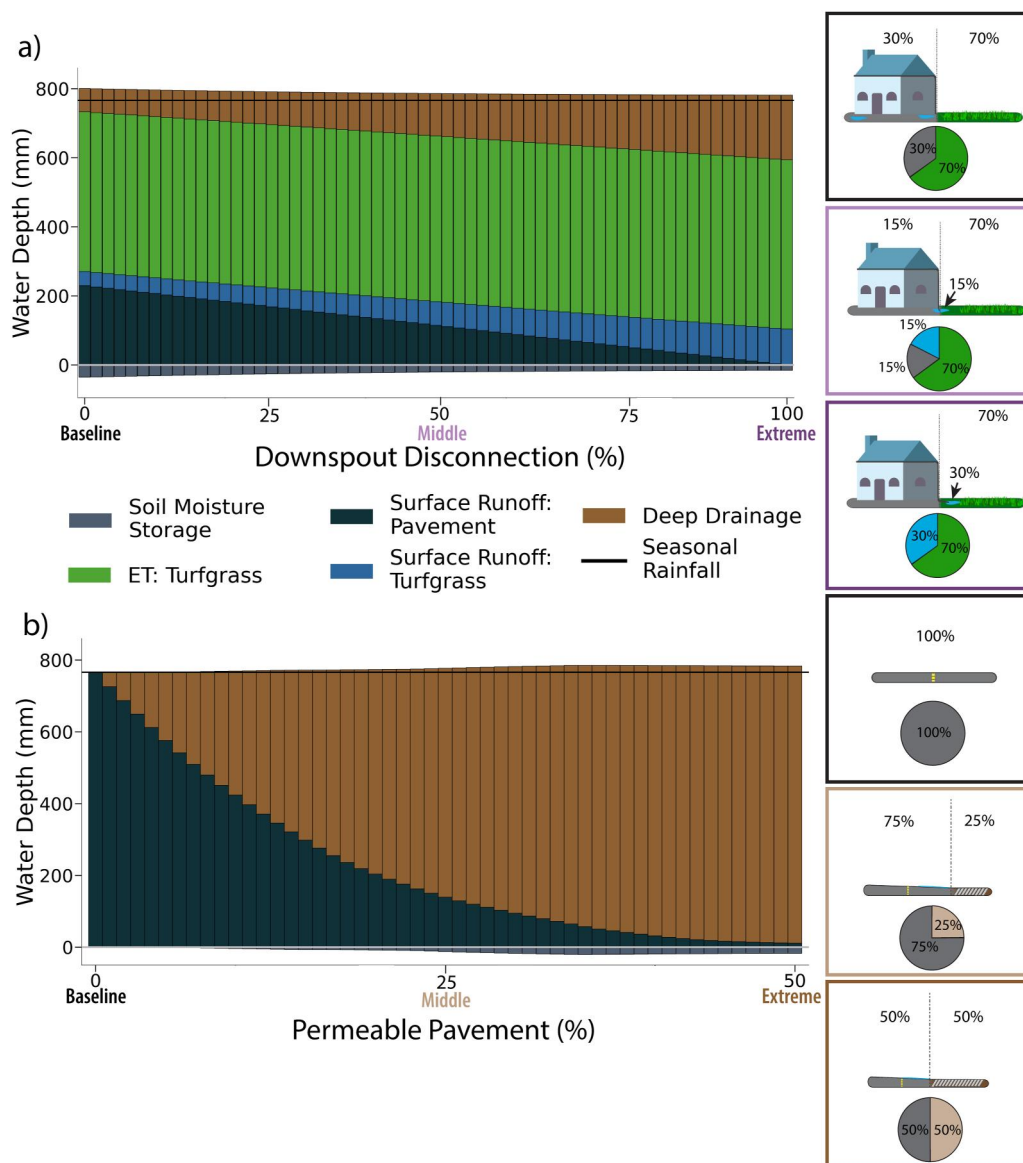 a)
Water Depth (mm)
800
600
400
200
0
0
25
50
75
100
Baseline
Middle
Extreme
Downspout Disconnection (%)
Soil Moisture
Storage
ET: Turfgrass
Surface Runoff:
Pavement
Surface Runoff:
Turfgrass
Deep Drainage
Seasonal
Rainfall
b)
Water Depth (mm)
800
600
400
200
0
0
25
50
Baseline
Middle
Extreme
Permeable Pavement (%)
30%
70%
30%
70%
15%
70%
15%
15%
15%
70%
70%
30%
30%
70%
100%
100%
75%
25%
25%
75%
50%
50%
50%
50%